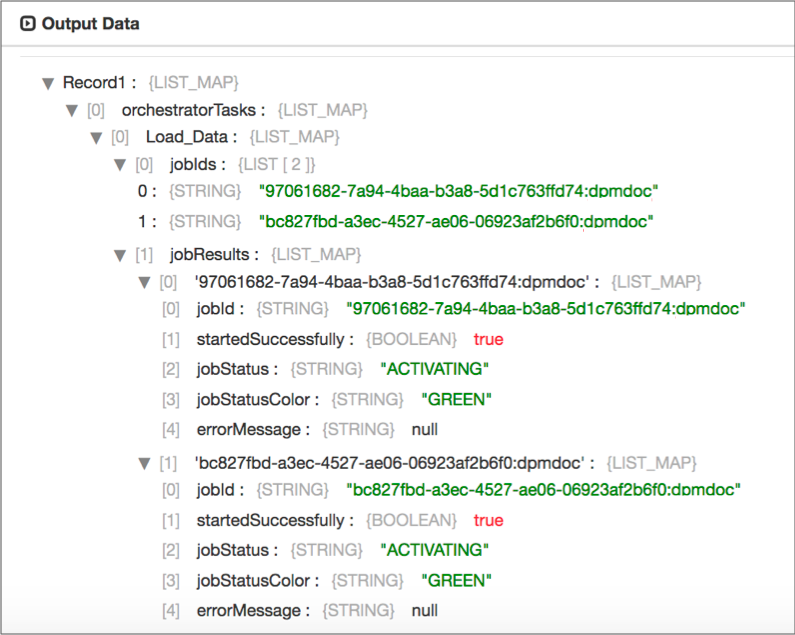 Output Data
Record1 : {LIST_MAP}
[0] orchestratorTasks : {LIST_MAP}
[0] Load_Data : {LIST_MAP}
[0] jobIds : {LIST [ 2 ]}
0 : {STRING} "97061682-7a94-4baa-b3a8-5d1c763ffd74:dpmdoc"
1 : {STRING} "bc827fbd-a3ec-4527-ae06-06923af2b6f0:dpmdoc"
[1] jobResults : {LIST_MAP}
[0] '97061682-7a94-4baa-b3a8-5d1c763ffd74:dpmdoc' : {LIST_MAP}
[0] jobId : {STRING} "97061682-7a94-4baa-b3a8-5d1c763ffd74:dpmdoc"
[1] startedSuccessfully : {BOOLEAN} true
[2] jobStatus : {STRING} "ACTIVATING"
[3] jobStatusColor : {STRING} "GREEN"
[4] errorMessage : {STRING} null
[1] 'bc827fbd-a3ec-4527-ae06-06923af2b6f0:dpmdoc' : {LIST_MAP}
[0] jobId : {STRING} "bc827fbd-a3ec-4527-ae06-06923af2b6f0:dpmdoc"
[1] startedSuccessfully : {BOOLEAN} true
[2] jobStatus : {STRING} "ACTIVATING"
[3] jobStatusColor : {STRING} "GREEN"
[4] errorMessage : {STRING} null